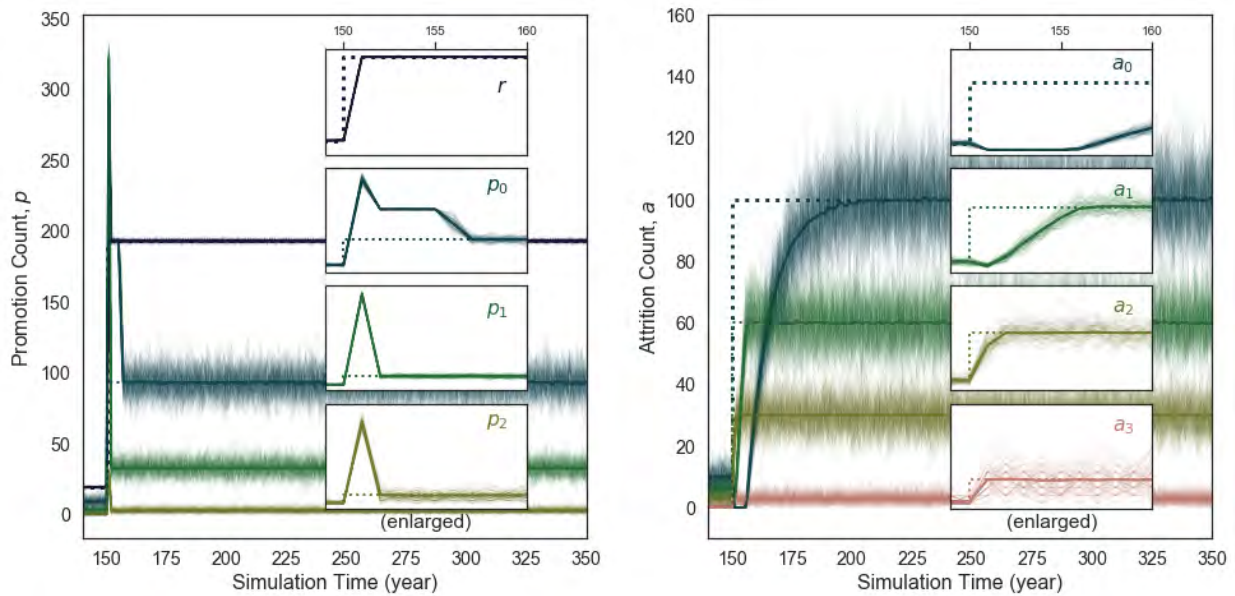 350
300
250
200
150
100
50
0
Promotion Count, p
150 155 160
r
p₀
p₁
p₂
(enlarged)
150 175 200 225 250 275 300 325 350
Simulation Time (year)
160
140
120
100
80
60
40
20
0
Attrition Count, a
150 155 160
a₀
a₁
a₂
a₃
(enlarged)
150 175 200 225 250 275 300 325 350
Simulation Time (year)